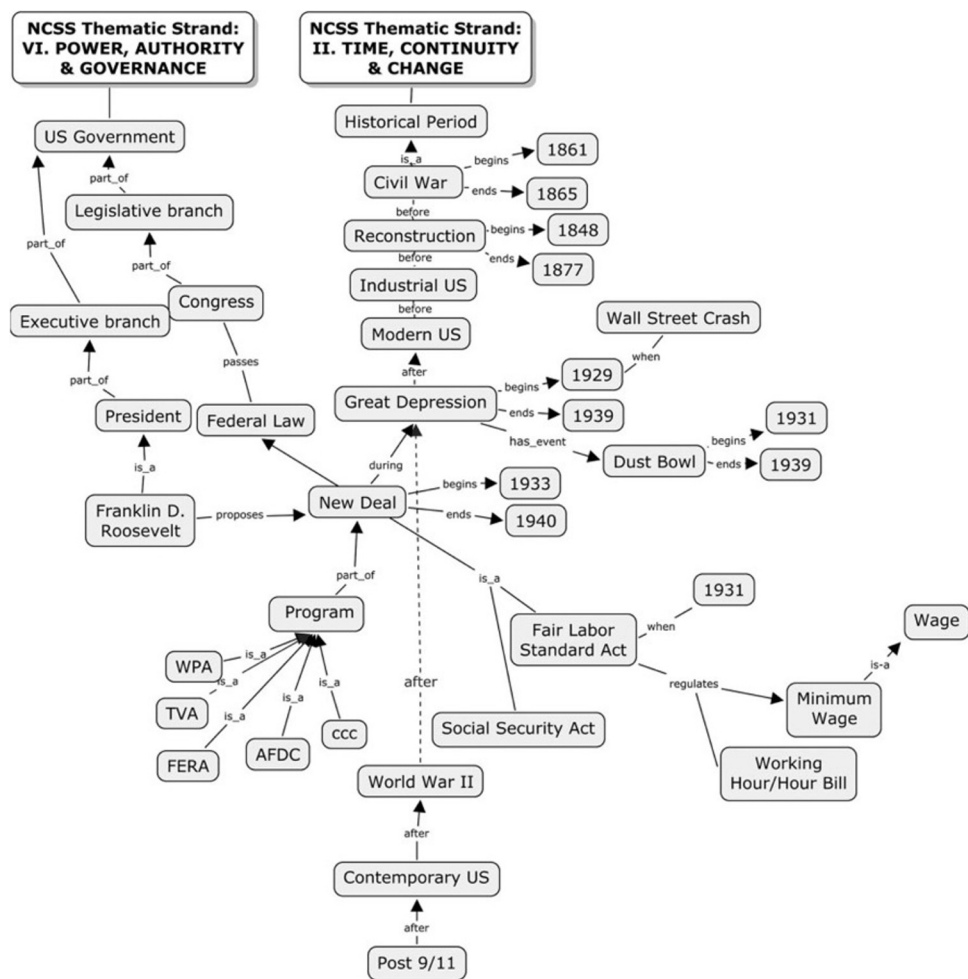 NCSS Thematic Strand:
VI. POWER, AUTHORITY
& GOVERNANCE
NCSS Thematic Strand:
II. TIME, CONTINUITY
& CHANGE
Historical Period
US Government
is_a
begins
1861
part_of
Civil War
ends
1865
Legislative branch
before
part_of
Reconstruction
begins
1848
before
ends
1877
part_of
Industrial US
Congress
before
Executive branch
Modern US
Wall Street Crash
passes
after
when
part_of
begins
1929
President
Federal Law
Great Depression
ends
1939
1931
has_event
begins
is_a
during
Dust Bowl
ends
1939
Franklin D.
Roosevelt
proposes
New Deal
begins
1933
ends
1940
part_of
is_a
1931
Program
Fair Labor
Standard Act
when
Wage
WPA
is_a
is_a
is_a
is_a
is_a
TVA
FERA
AFDC
ccc
after
is-a
regulates
Minimum
Wage
Social Security Act
Working
Hour/Hour Bill
World War II
after
Contemporary US
after
Post 9/11